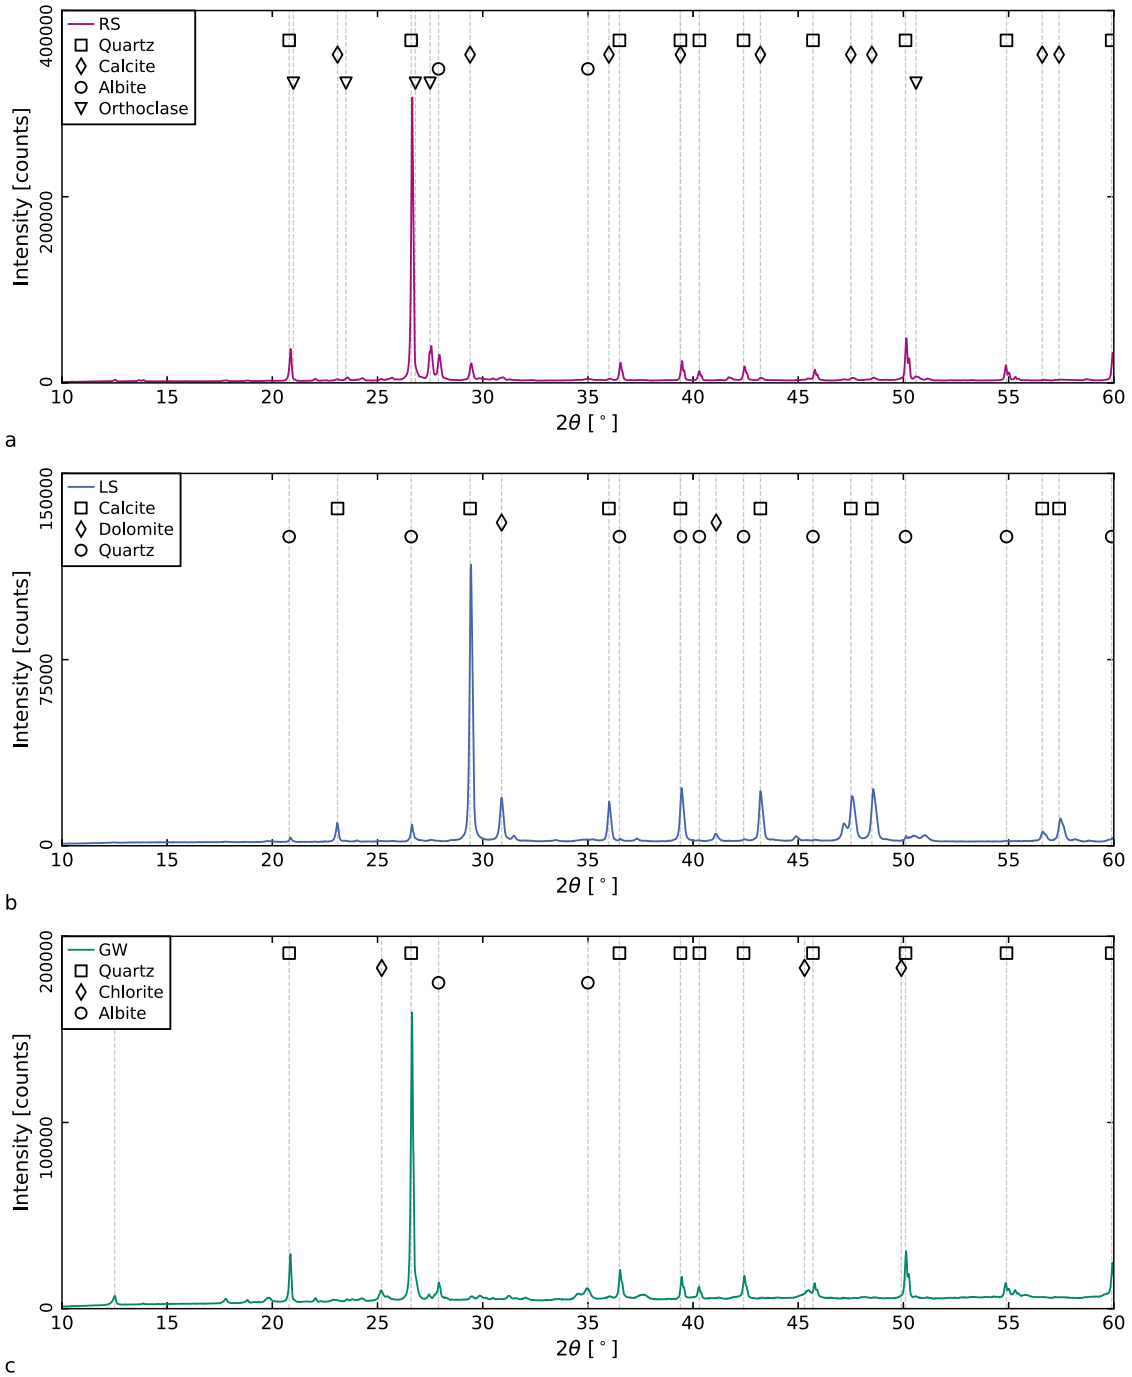 RS
Quartz
Calcite
Albite
Orthoclase
Intensity [counts]
400000
200000
0
10 15 20 25 30 35 40 45 50 55 60
2θ [°]
a
LS
Calcite
Dolomite
Quartz
Intensity [counts]
150000
75000
0
10 15 20 25 30 35 40 45 50 55 60
2θ [°]
b
GW
Quartz
Chlorite
Albite
Intensity [counts]
200000
100000
0
10 15 20 25 30 35 40 45 50 55 60
2θ [°]
c